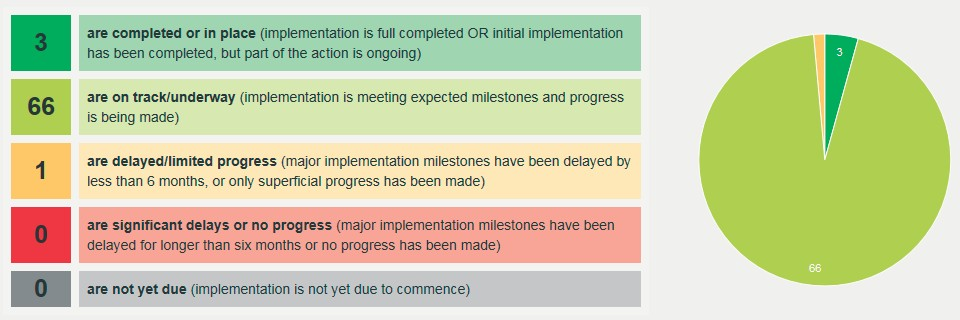 3
are completed or in place (implementation is full completed OR initial implementation
has been completed, but part of the action is ongoing)
66
are on track/underway (implementation is meeting expected milestones and progress
is being made)
1
are delayed/limited progress (major implementation milestones have been delayed by
less than 6 months, or only superficial progress has been made)
0
are significant delays or no progress (major implementation milestones have been
delayed for longer than six months or no progress has been made)
0
are not yet due (implementation is not yet due to commence)
3
66